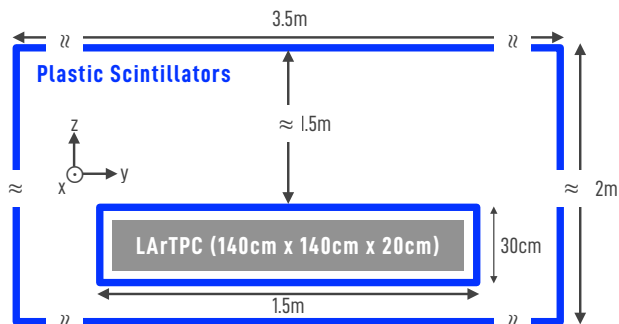 3.5m
Plastic Scintillators
≈ 1.5m
z
x
y
≈
≈ 2m
LArTPC (140cm x 140cm x 20cm)
30cm
1.5m